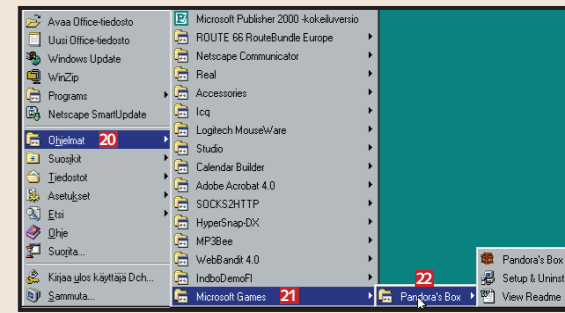 Avaa Office-tiedosto
Uusi Office-tiedosto
Windows Update
WinZip
Programs
Netscape SmartUpdate
Ohjelmat 20
Suosikit
Tiedostot
Asetukset
Etsi
Ohje
Suorita...
Kirjaa ulos käyttäjä Dch...
Sammuta...
Microsoft Publisher 2000 -kokeiluversio
ROUTE 66 RouteBundle Europe
Netscape Communicator
Real
Accessories
Icq
Logitech MouseWare
Studio
Calendar Builder
Adobe Acrobat 4.0
SOCKS2HTTP
HyperSnap-DX
MP3Bee
WebBandit 4.0
IndboDemoFI
Microsoft Games 21
22
Pandora's Box
Pandora's Box
Setup & Uninst
View Readme